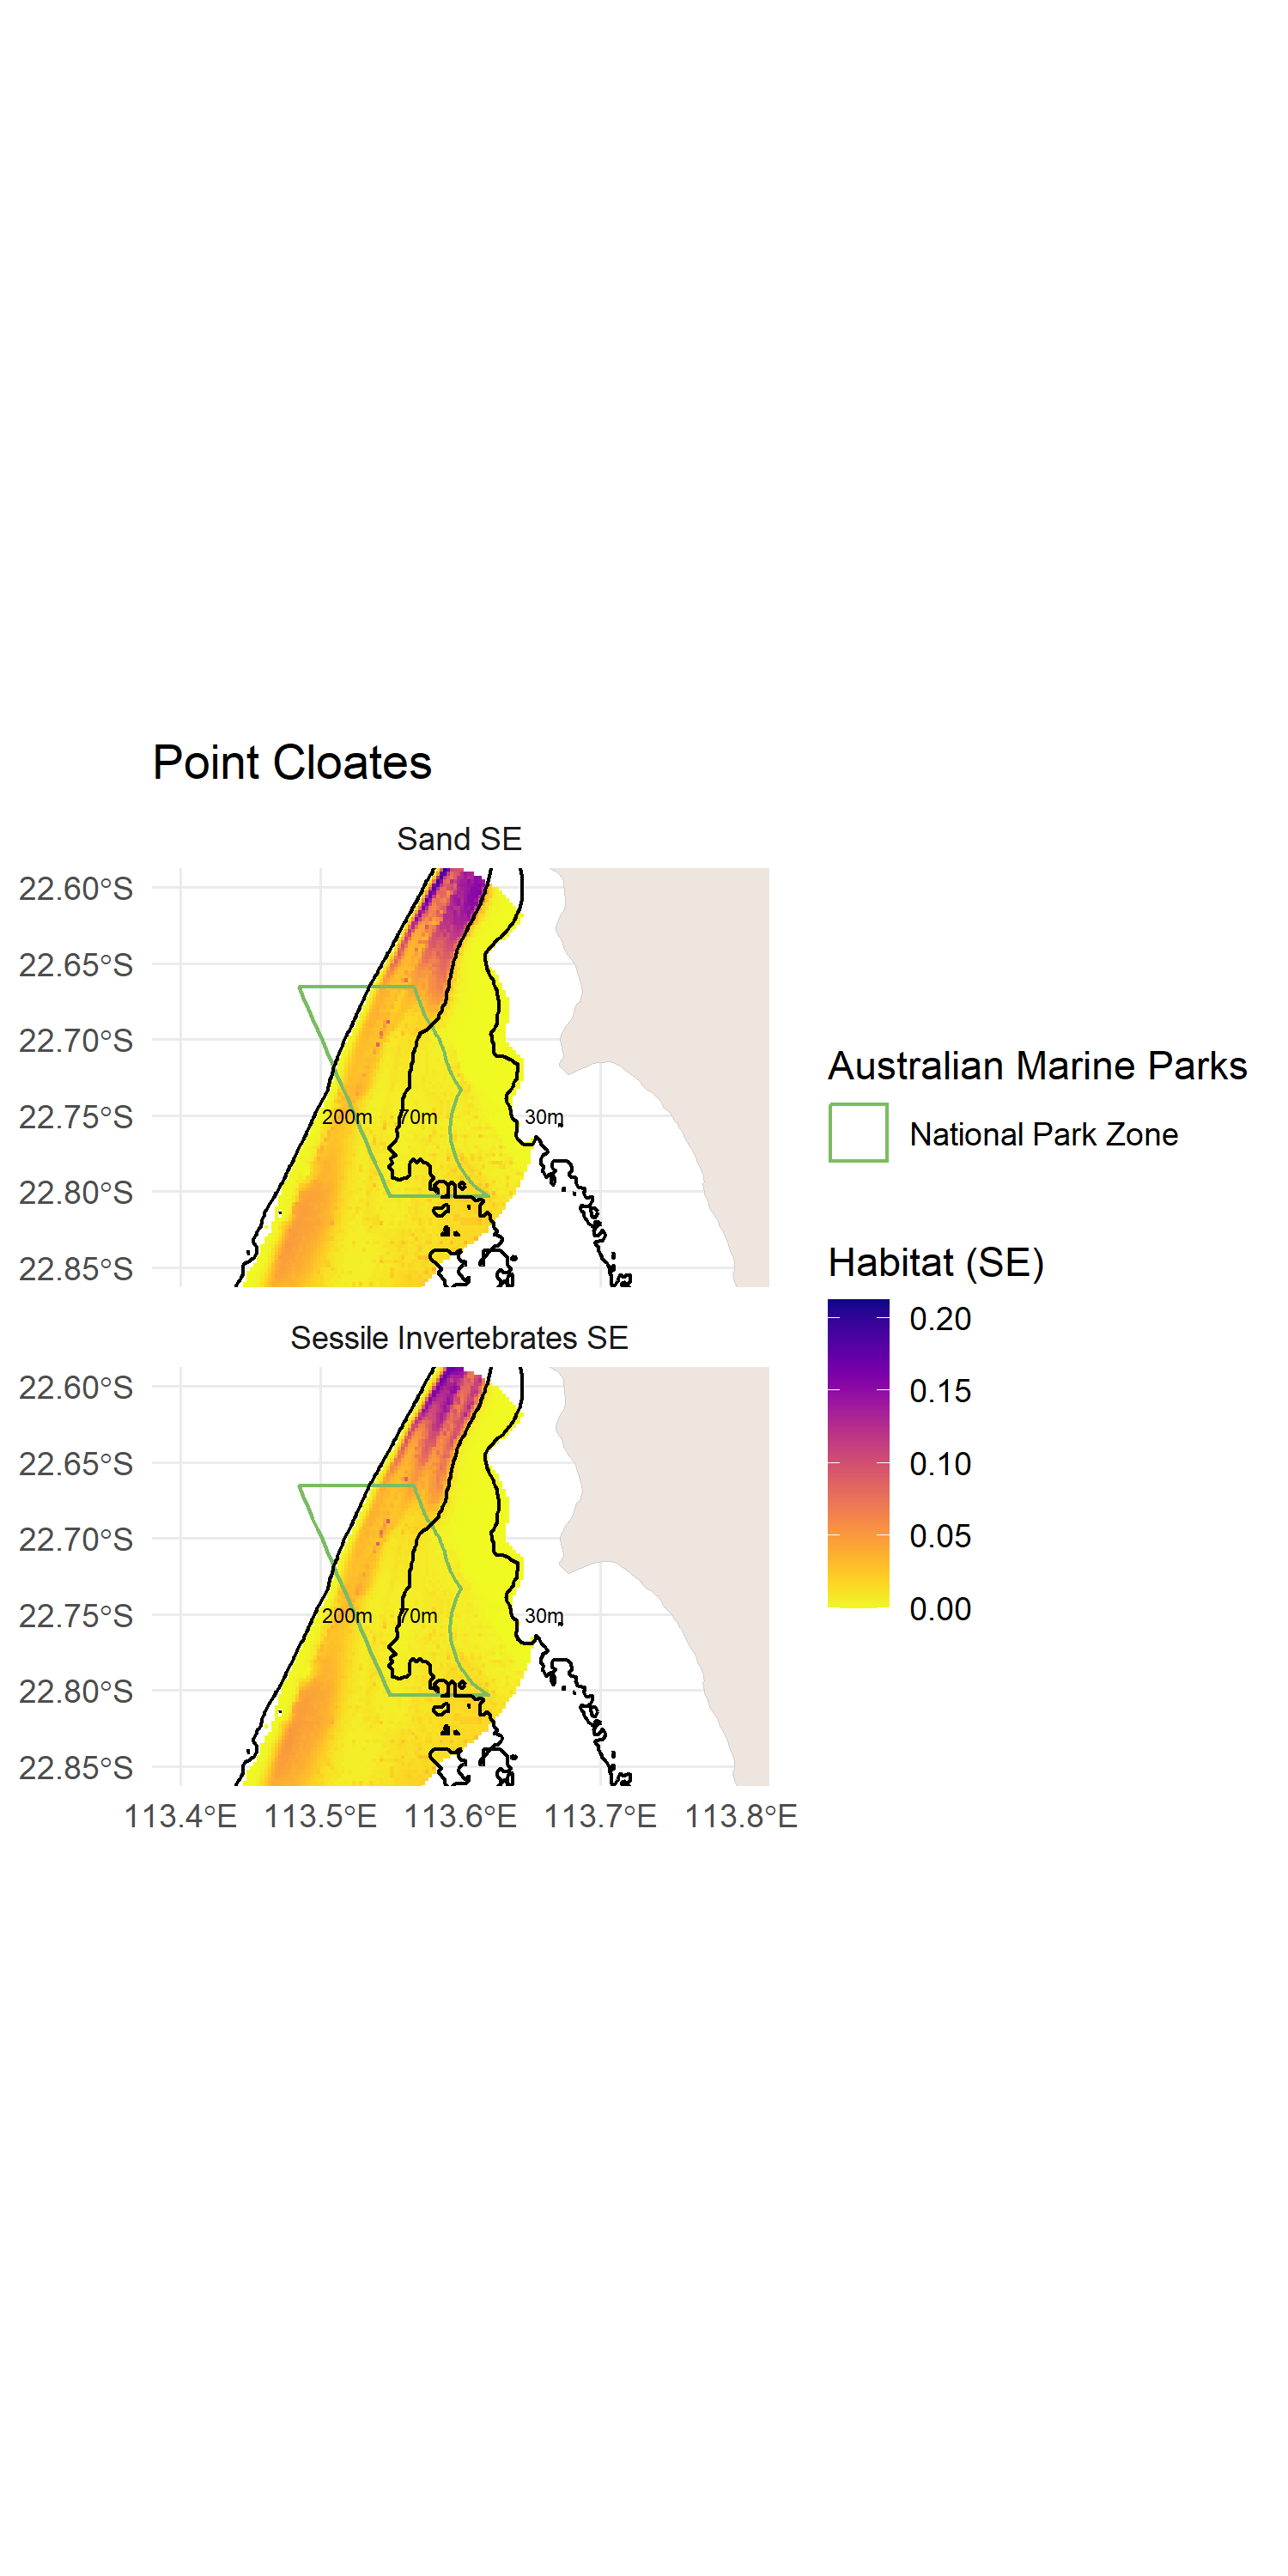 Point Cloates
Sand SE
22.60°S
22.65°S
22.70°S
22.75°S
22.80°S
22.85°S
200m
70m
30m
Sessile Invertebrates SE
22.60°S
22.65°S
22.70°S
22.75°S
22.80°S
22.85°S
200m
70m
30m
113.4°E
113.5°E
113.6°E
113.7°E
113.8°E
Australian Marine Parks
National Park Zone
Habitat (SE)
0.20
0.15
0.10
0.05
0.00